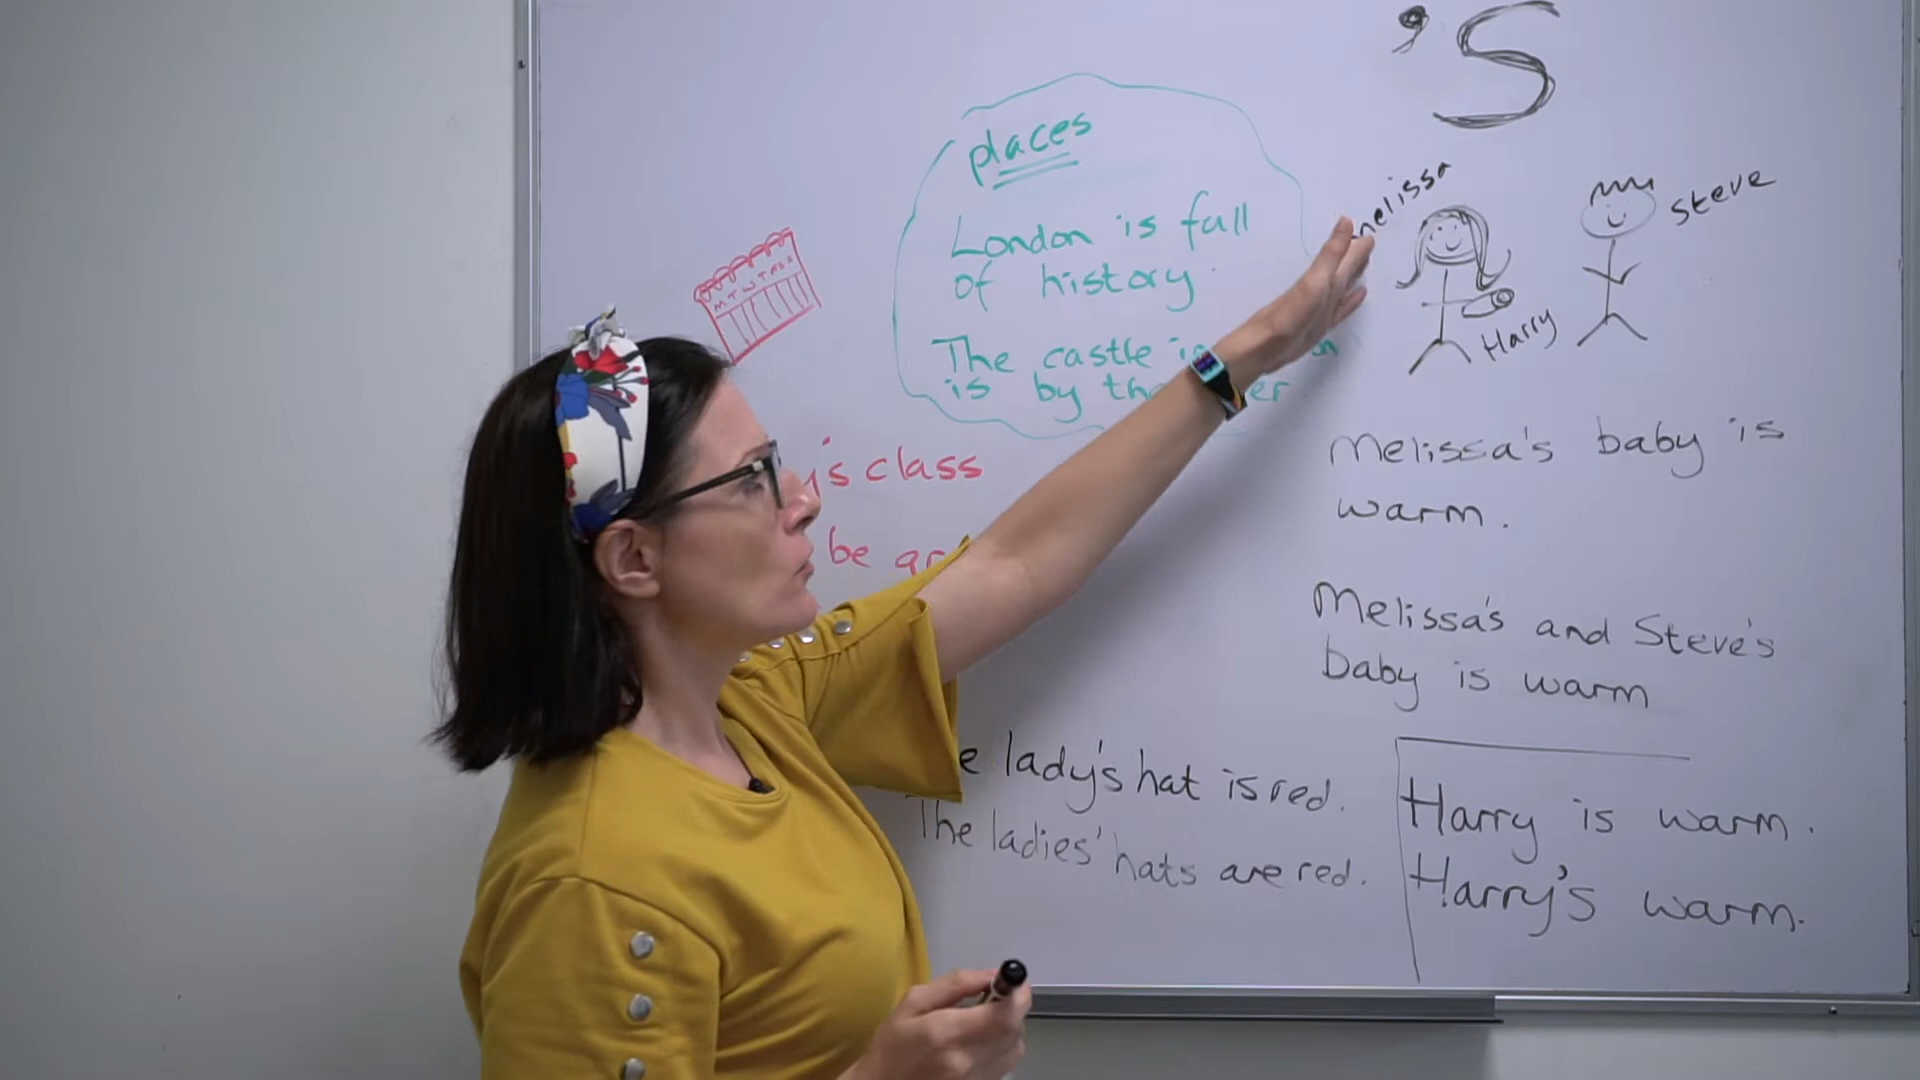 'S
places
London is full
of history
The castle
is by
melissa
Steve
Harry
M T W T F S S
class
be
Melissa's baby is
warm.
Melissa's and Steve's
baby is warm
lady's hat is red.
The ladies' hats are red.
Harry is warm.
Harry's warm.